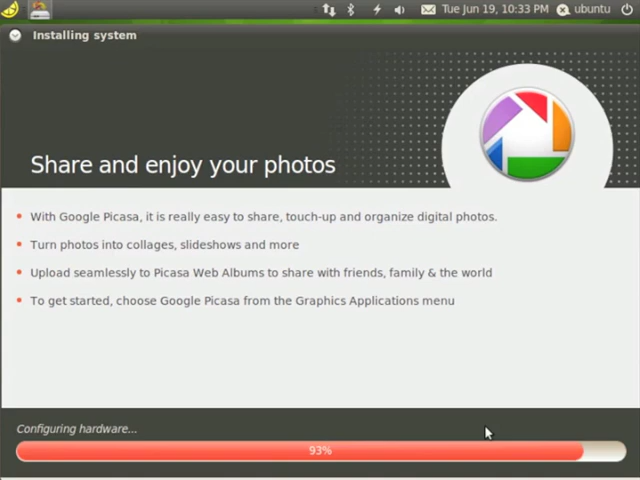 Tue Jun 19, 10:33 PM ubuntu
Installing system
Share and enjoy your photos
With Google Picasa, it is really easy to share, touch-up and organize digital photos.
Turn photos into collages, slideshows and more
Upload seamlessly to Picasa Web Albums to share with friends, family & the world
To get started, choose Google Picasa from the Graphics Applications menu
Configuring hardware...
93%